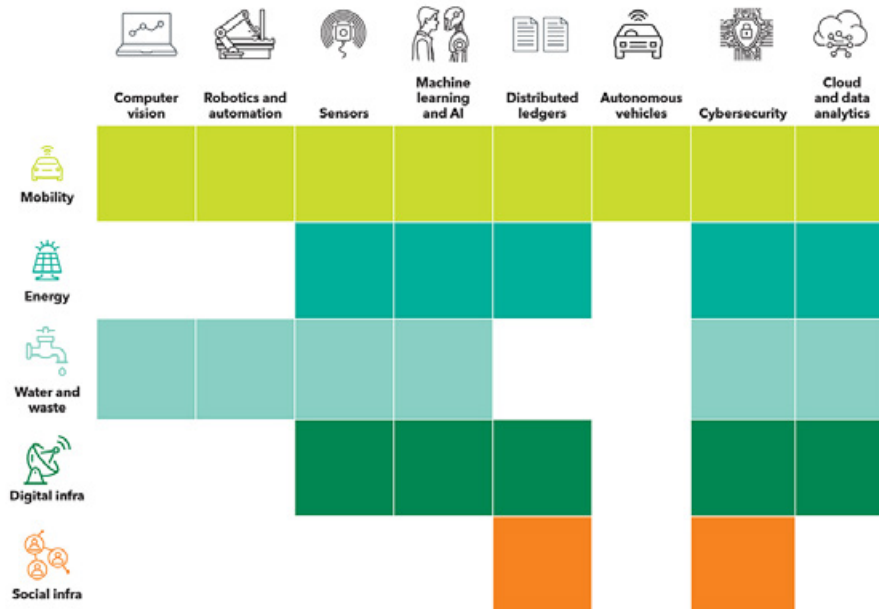 Computer
vision
Robotics and
automation
Sensors
Machine
learning
and AI
Distributed
ledgers
Autonomous
vehicles
Cybersecurity
Cloud
and data
analytics
Mobility
Energy
Water and
waste
Digital infra
Social infra